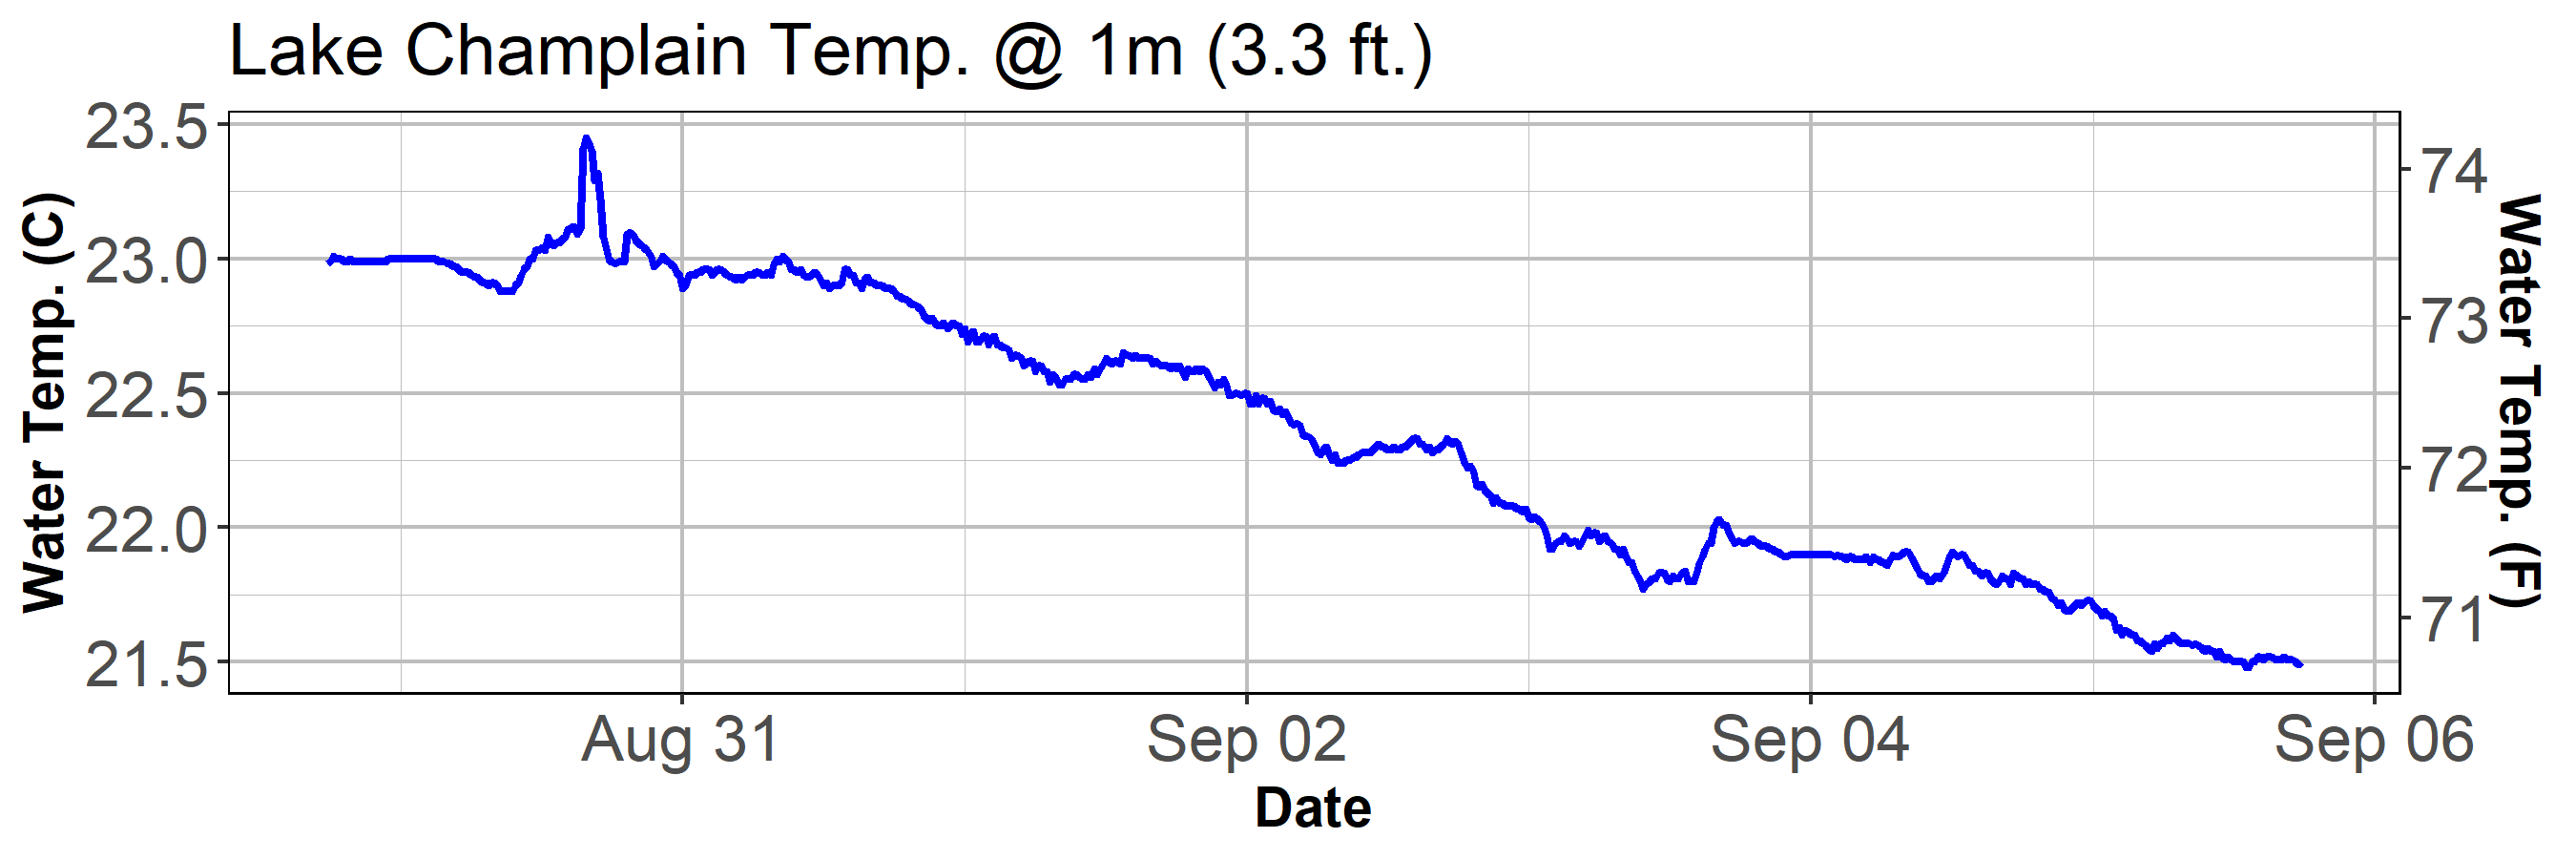 Lake Champlain Temp. @ 1m (3.3 ft.)
Water Temp. (C)
23.5
23.0
22.5
22.0
21.5
74
73
72
71
Water Temp. (F)
Aug 31
Sep 02
Sep 04
Sep 06
Date